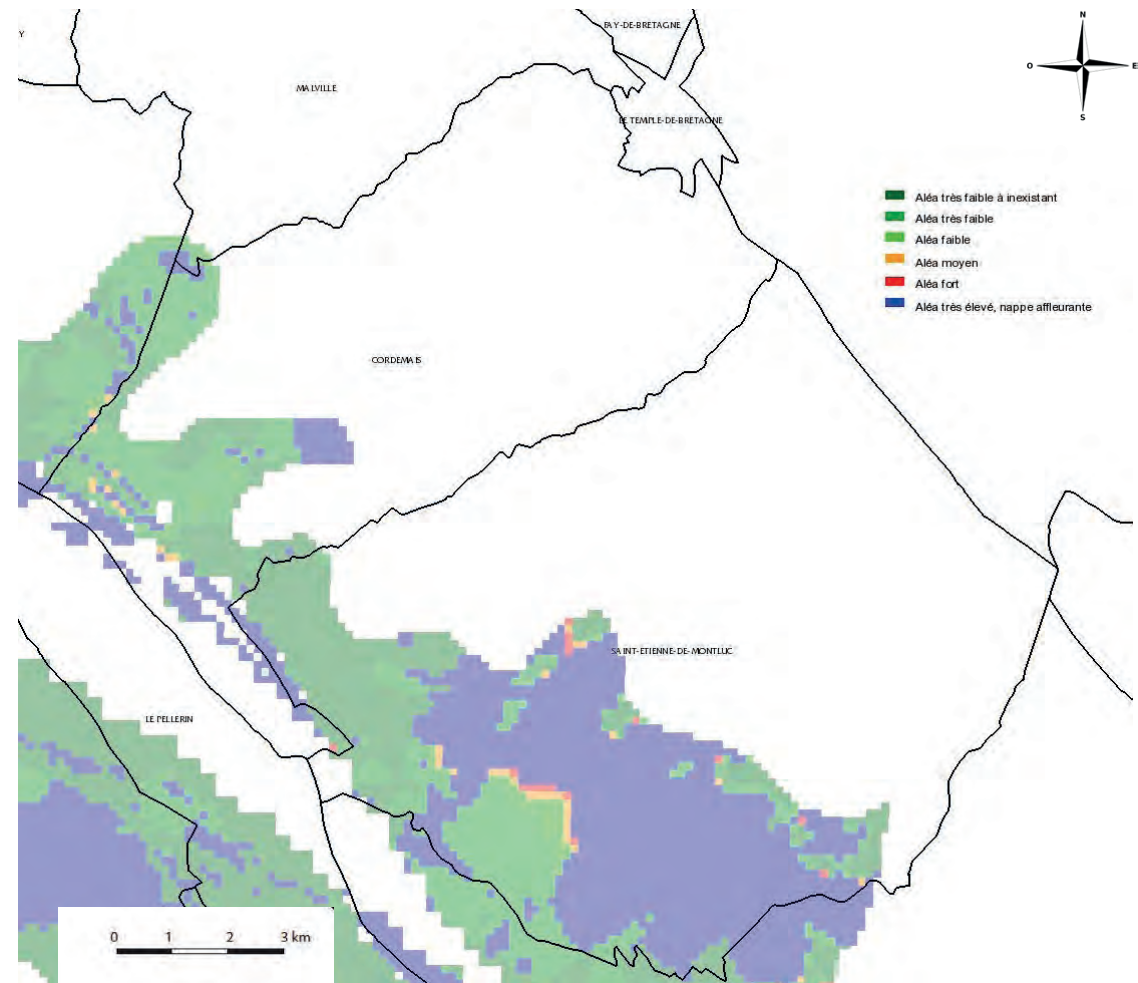 FAY-DE-BRETAGNE
N
Y
O
E
MALVILLE
S
LE TEMPLE-DE-BRETAGNE
Aléa très faible à inexistant
Aléa très faible
Aléa faible
Aléa moyen
Aléa fort
Aléa très élevé, nappe affleurante
CORDEMAIS
SAINT-ETIENNE-DE-MONTLUC
LE PELLERIN
0 1 2 3 km